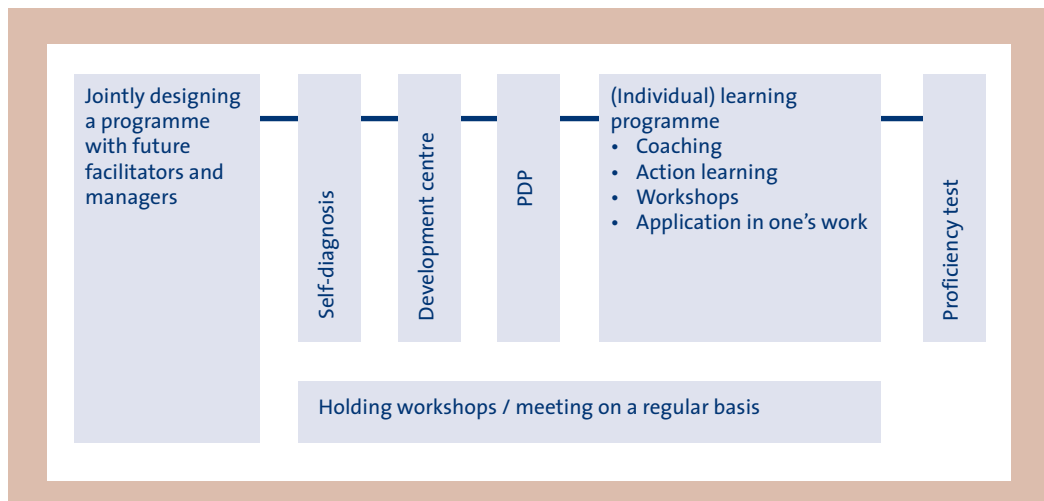 Jointly designing
a programme
with future
facilitators and
managers
Self-diagnosis
Development centre
PDP
(Individual) learning
programme
• Coaching
• Action learning
• Workshops
• Application in one's work
Proficiency test
Holding workshops / meeting on a regular basis